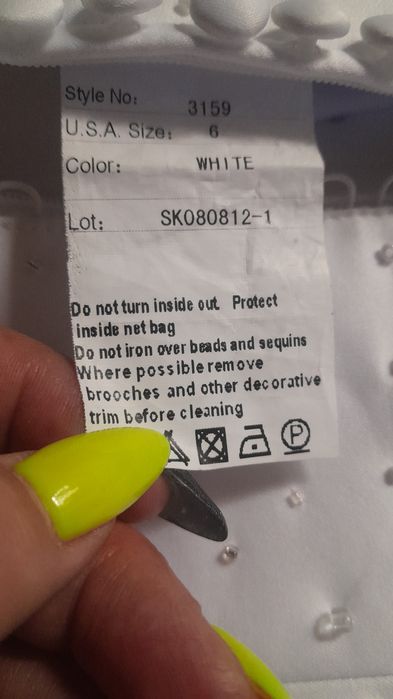 Style No: 3159
U.S.A. Size: 6
Color: WHITE
Lot: SK080812-1
Do not turn inside out. Protect
inside net bag
Do not iron over beads and sequins
Where possible remove
brooches and other decorative
trim before cleaning
P